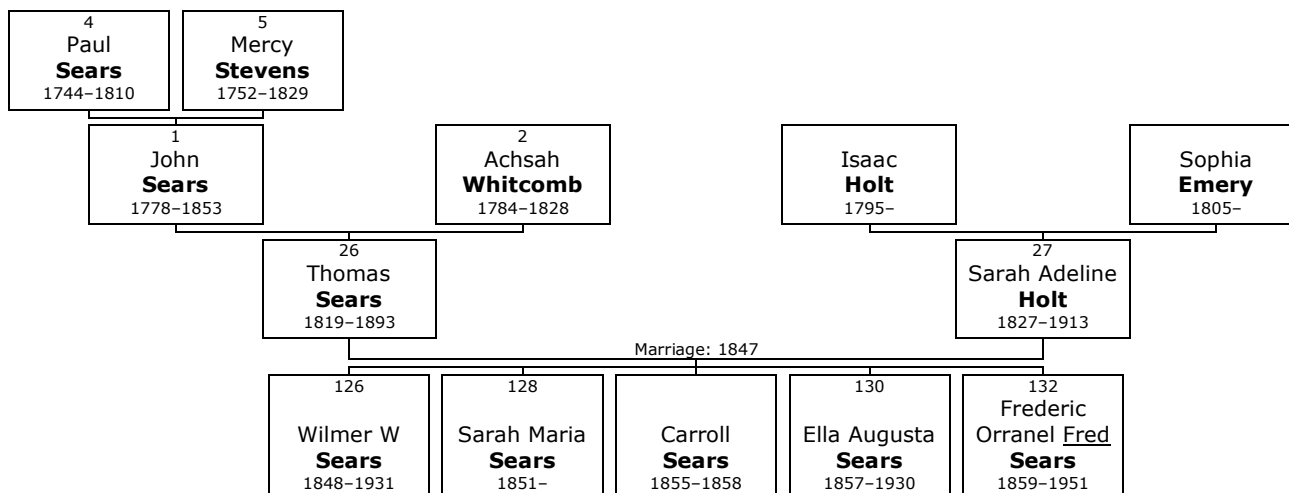 4
Paul
Sears
1744–1810
5
Mercy
Stevens
1752–1829
1
John
Sears
1778–1853
2
Achsah
Whitcomb
1784–1828
Isaac
Holt
1795–
Sophia
Emery
1805–
26
Thomas
Sears
1819–1893
27
Sarah Adeline
Holt
1827–1913
Marriage: 1847
126
Wilmer W
Sears
1848–1931
128
Sarah Maria
Sears
1851–
Carroll
Sears
1855–1858
130
Ella Augusta
Sears
1857–1930
132
Frederic
Orranel Fred
Sears
1859–1951